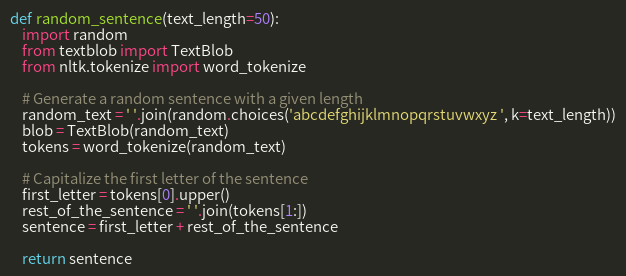 def random_sentence(text_length=50):
    import random
    from textblob import TextBlob
    from nltk.tokenize import word_tokenize

    # Generate a random sentence with a given length
    random_text = ' '.join(random.choices('abcdefghijklmnopqrstuvwxyz ', k=text_length))
    blob = TextBlob(random_text)
    tokens = word_tokenize(random_text)

    # Capitalize the first letter of the sentence
    first_letter = tokens[0].upper()
    rest_of_the_sentence = ' '.join(tokens[1:])
    sentence = first_letter + rest_of_the_sentence

    return sentence